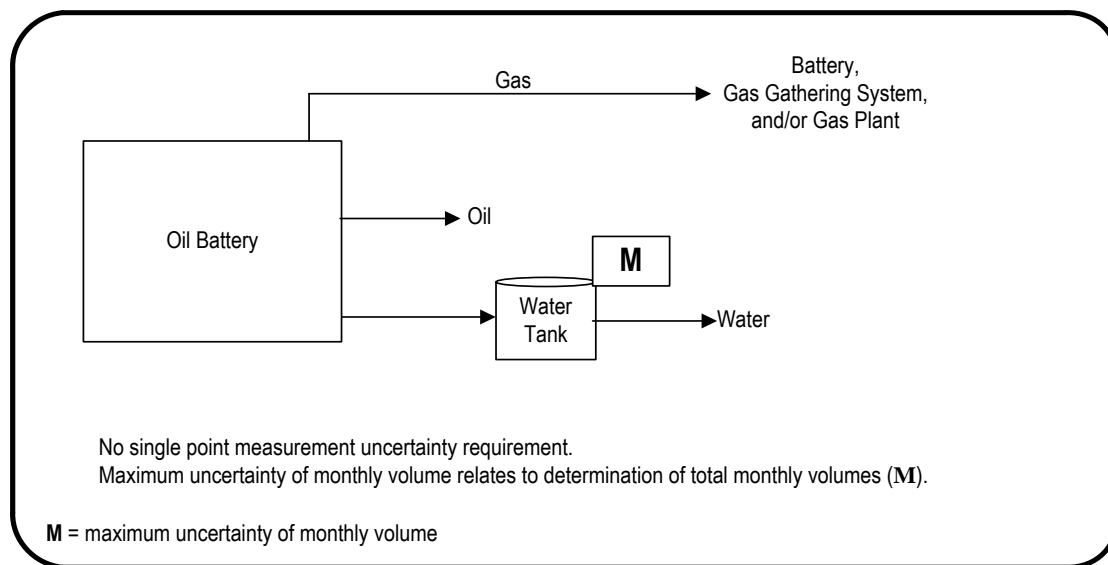 Gas
Battery,
Gas Gathering System,
and/or Gas Plant
Oil Battery
Oil
M
Water
Tank
Water
No single point measurement uncertainty requirement.
Maximum uncertainty of monthly volume relates to determination of total monthly volumes (M).
M = maximum uncertainty of monthly volume